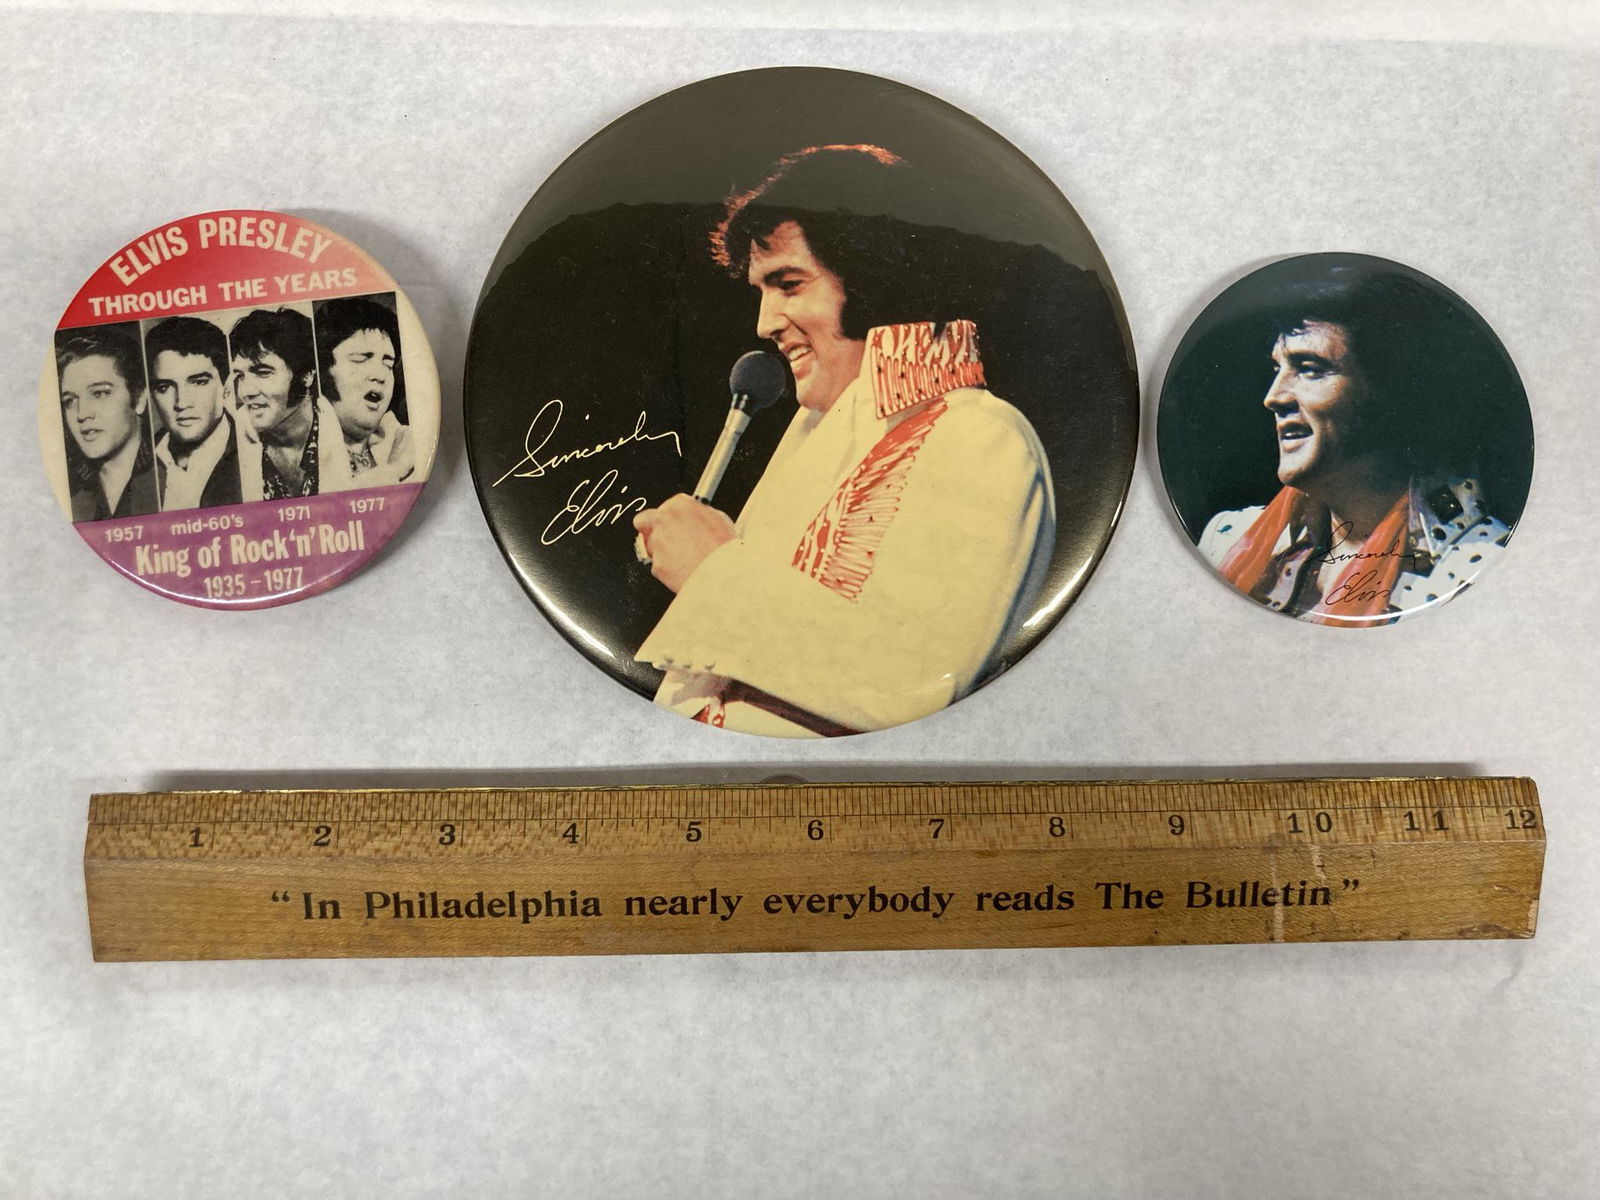 ELVIS PRESLEY
THROUGH THE YEARS
1957 mid-60's 1971 1977
King of Rock'n'Roll
1935-1977
Sincerely
Elvis
Sincerely
Elvis
1 2 3 4 5 6 7 8 9 10 11 12
"In Philadelphia nearly everybody reads The Bulletin"